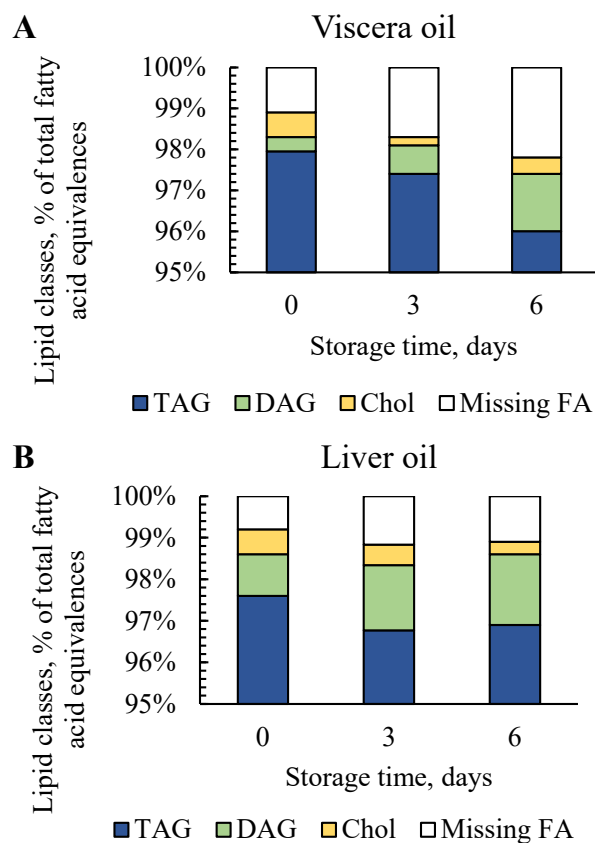 A
Viscera oil
Lipid classes, % of total fatty
acid equivalences
100%
99%
98%
97%
96%
95%
0 3 6
Storage time, days
TAG DAG Chol Missing FA
B
Liver oil
Lipid classes, % of total fatty
acid equivalences
100%
99%
98%
97%
96%
95%
0 3 6
Storage time, days
TAG DAG Chol Missing FA